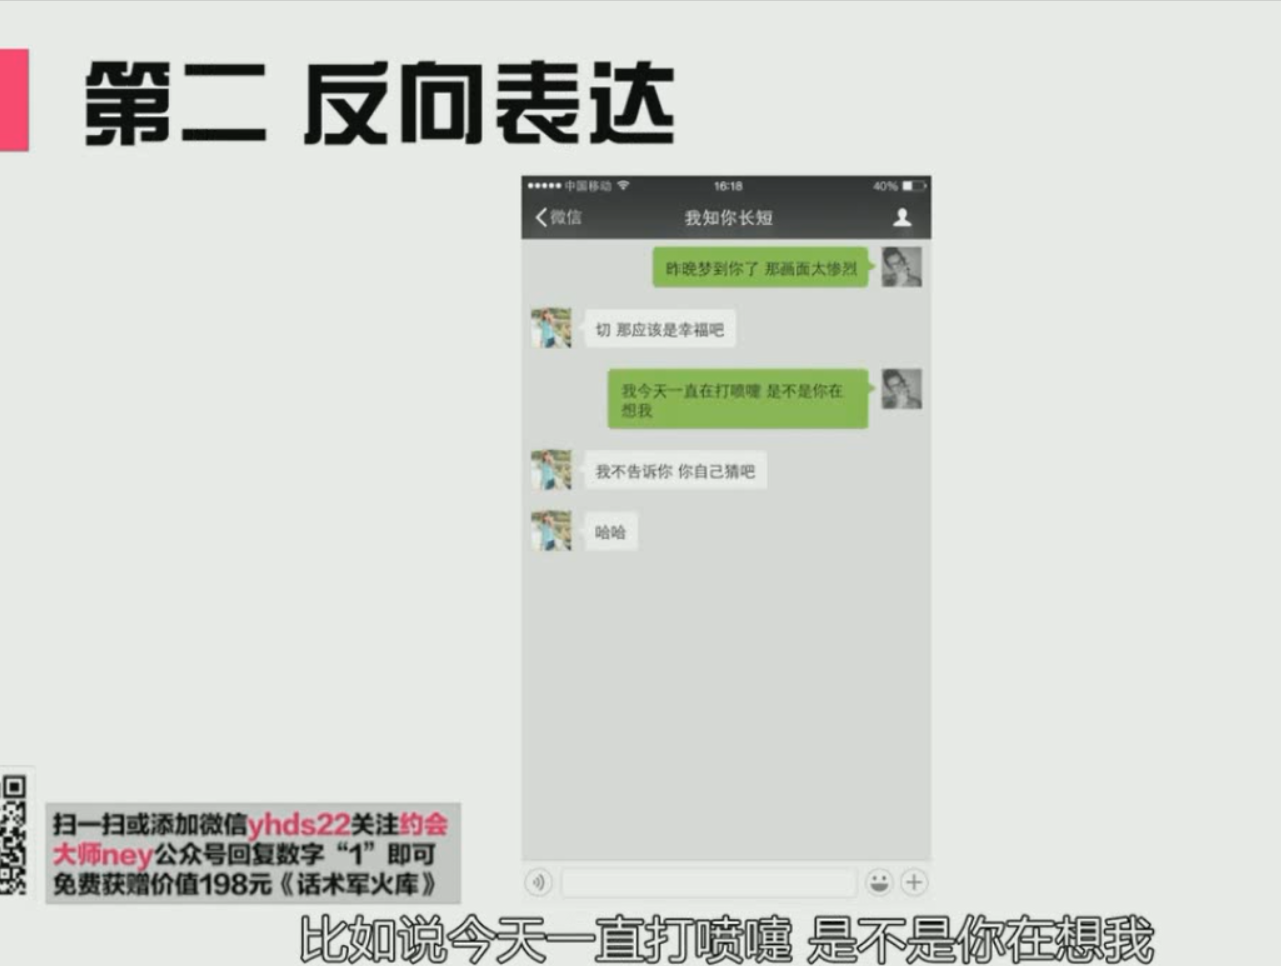 第二 反向表达
中国移动
16:18
40%
微信
我知你长短
昨晚梦到你了 那画面太惨烈
切 那应该是幸福吧
我今天一直在打喷嚏 是不是你在
想我
我不告诉你 你自己猜吧
哈哈
扫一扫或添加微信yhds22关注约会
大师ney公众号回复数字“1”即可
免费获赠价值198元《话术军火库》
比如说今天一直打喷嚏 是不是你在想我